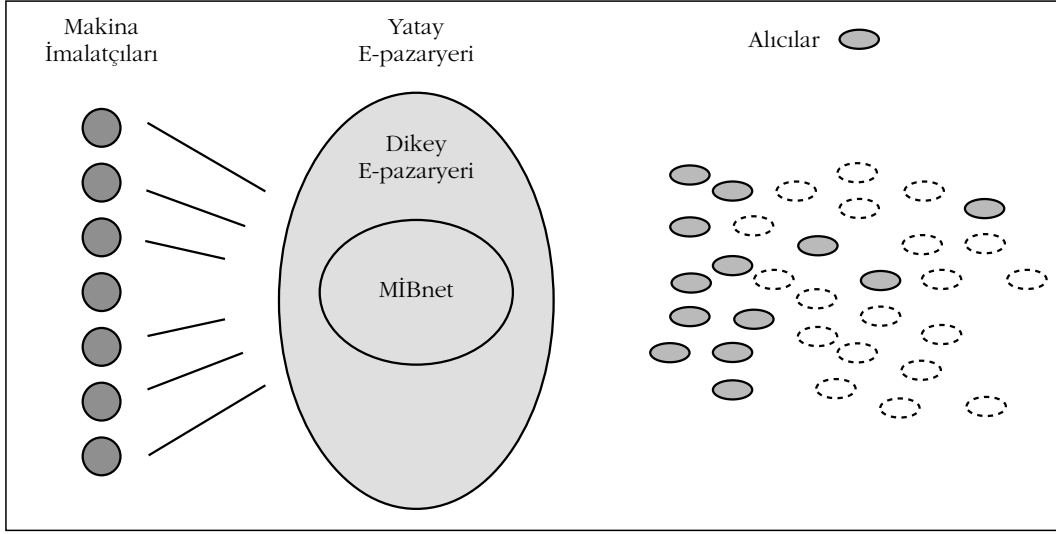 Makina
İmalatçıları
Yatay
E-pazaryeri
Dikey
E-pazaryeri
MİBnet
Alıcılar